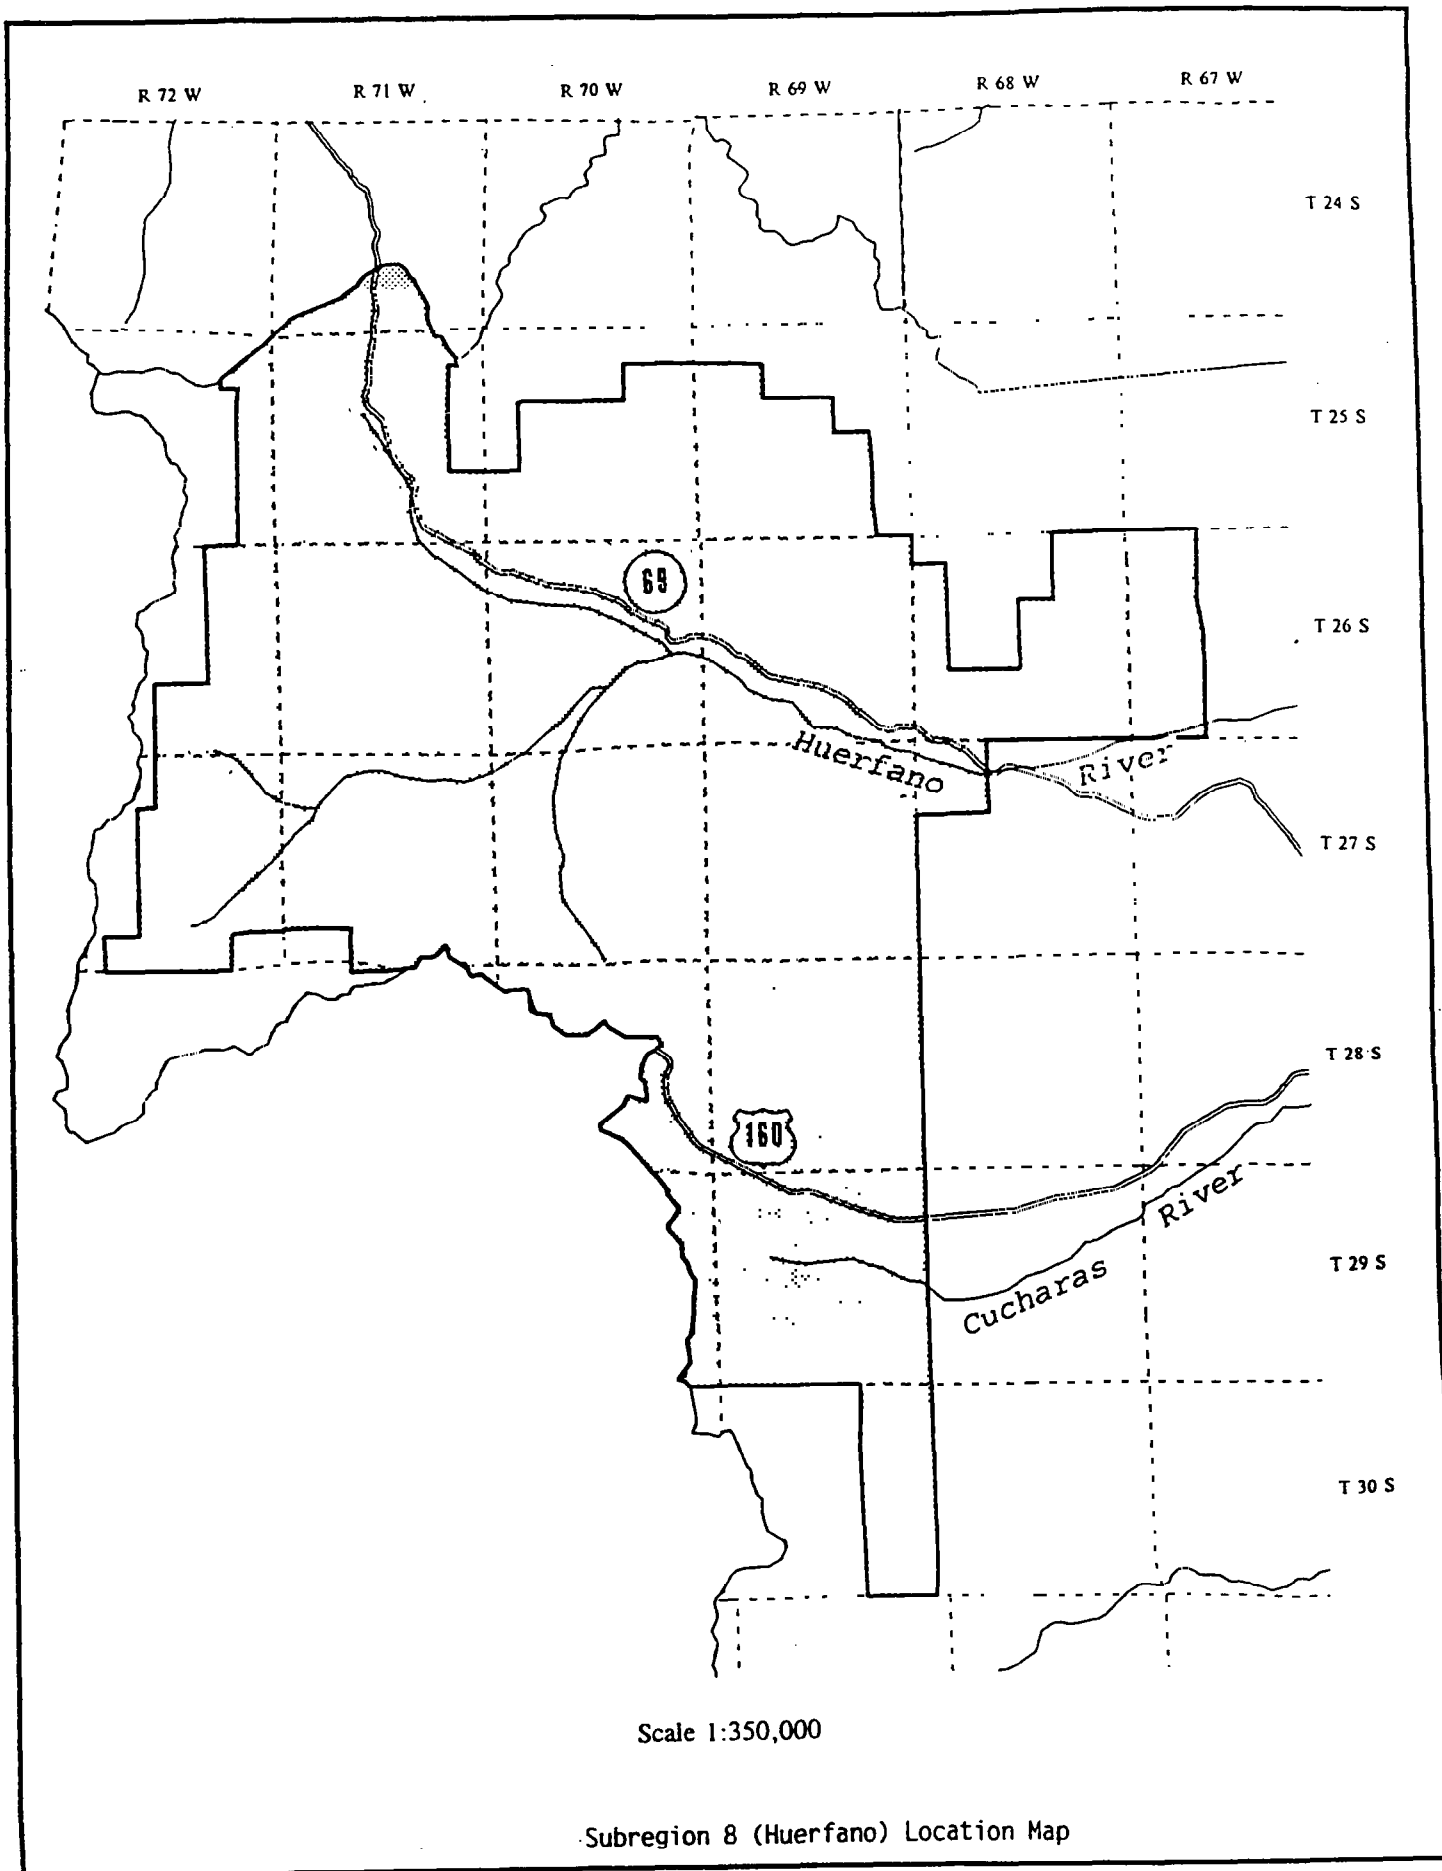 R 72 W R 71 W R 70 W R 69 W R 68 W R 67 W
T 24 S
T 25 S
69
T 26 S
Huerfano River
T 27 S
T 28 S
160
Cucharas River
T 29 S
T 30 S
Scale 1:350,000
Subregion 8 (Huerfano) Location Map